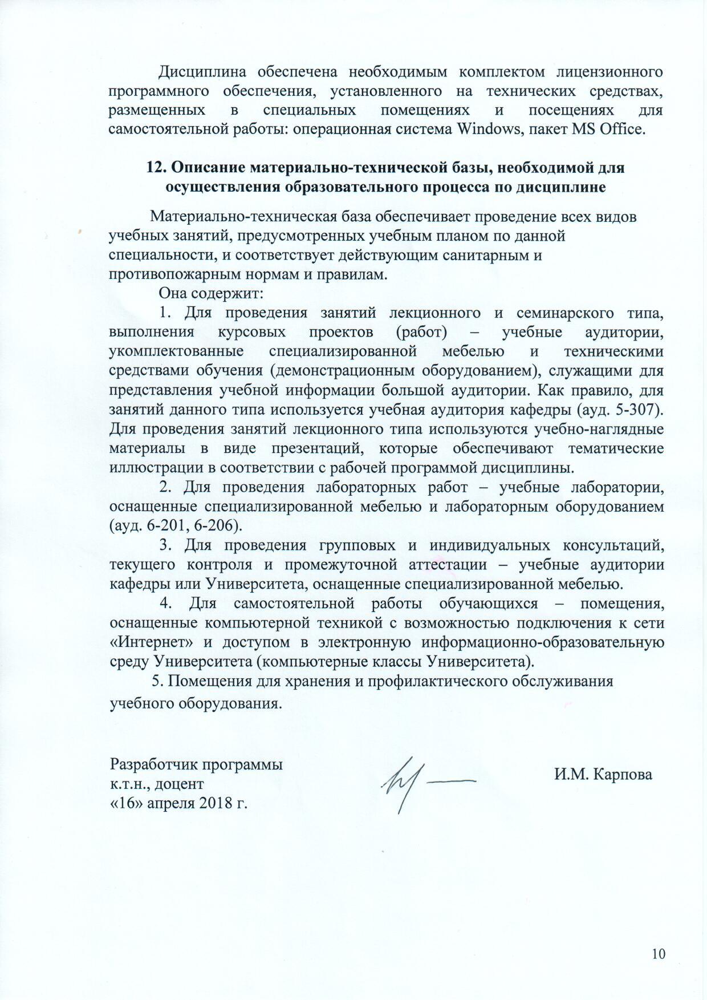 Дисциплина обеспечена необходимым комплектом лицензионного
программного обеспечения, установленного на технических средствах,
размещенных в специальных помещениях и посещениях для
самостоятельной работы: операционная система Windows, пакет MS Office.
12. Описание материально-технической базы, необходимой для
осуществления образовательного процесса по дисциплине
Материально-техническая база обеспечивает проведение всех видов
учебных занятий, предусмотренных учебным планом по данной
специальности, и соответствует действующим санитарным и
противопожарным нормам и правилам.
Она содержит:
1. Для проведения занятий лекционного и семинарского типа,
выполнения курсовых проектов (работ) – учебные аудитории,
укомплектованные специализированной мебелью и техническими
средствами обучения (демонстрационным оборудованием), служащими для
представления учебной информации большой аудитории. Как правило, для
занятий данного типа используется учебная аудитория кафедры (ауд. 5-307).
Для проведения занятий лекционного типа используются учебно-наглядные
материалы в виде презентаций, которые обеспечивают тематические
иллюстрации в соответствии с рабочей программой дисциплины.
2. Для проведения лабораторных работ – учебные лаборатории,
оснащенные специализированной мебелью и лабораторным оборудованием
(ауд. 6-201, 6-206).
3. Для проведения групповых и индивидуальных консультаций,
текущего контроля и промежуточной аттестации – учебные аудитории
кафедры или Университета, оснащенные специализированной мебелью.
4. Для самостоятельной работы обучающихся – помещения,
оснащенные компьютерной техникой с возможностью подключения к сети
«Интернет» и доступом в электронную информационно-образовательную
среду Университета (компьютерные классы Университета).
5. Помещения для хранения и профилактического обслуживания
учебного оборудования.
Разработчик программы
к.т.н., доцент
И.М. Карпова
«16» апреля 2018 г.
10